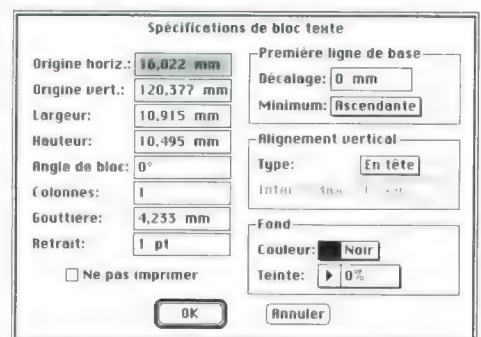 Spécifications de bloc texte
Origine horiz.: 16,022 mm
Origine vert.: 120,377 mm
Largeur: 10,915 mm
Hauteur: 10,495 mm
Angle de bloc: 0°
Colonnes: 1
Gouttière: 4,233 mm
Retrait: 1 pt
Ne pas imprimer
Première ligne de base
Décalage: 0 mm
Minimum: Ascendante
Alignement vertical
Type: En tête
Inter
Fond
Couleur: Noir
Teinte: 0%
OK
Annuler